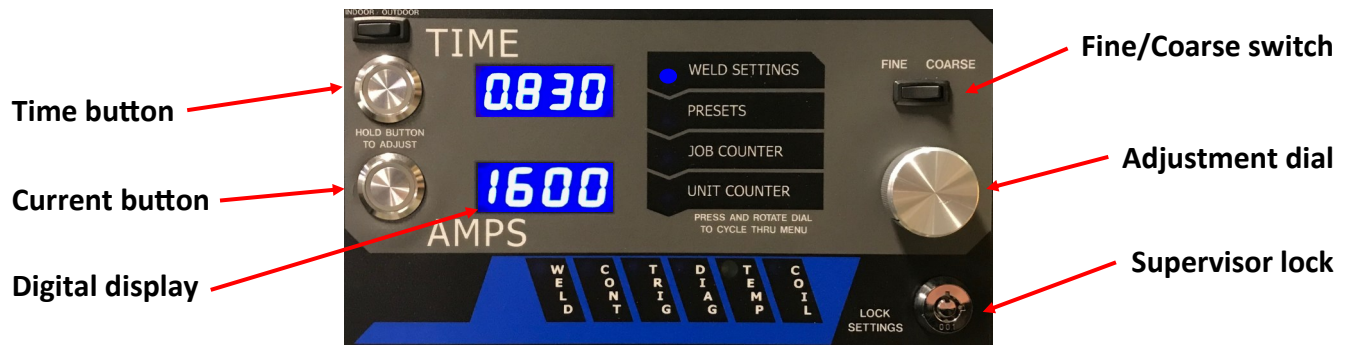 INDOOR / OUTDOOR
TIME
0.830
HOLD BUTTON
TO ADJUST
1600
AMPS
WELD SETTINGS
PRESETS
JOB COUNTER
UNIT COUNTER
PRESS AND ROTATE DIAL
TO CYCLE THRU MENU
FINE COARSE
WELD
CONT
TRIG
DIAG
TEMP
COIL
LOCK
SETTINGS
001
Time button
Current button
Digital display
Fine/Coarse switch
Adjustment dial
Supervisor lock